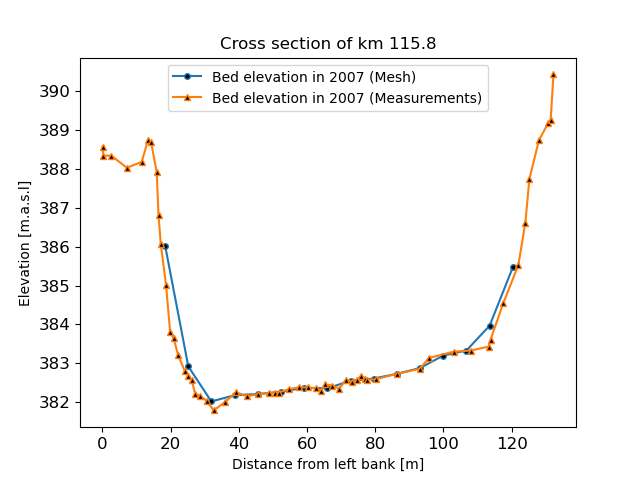 Cross section of km 115.8
Bed elevation in 2007 (Mesh)
Bed elevation in 2007 (Measurements)
Elevation [m.a.s.l]
390
389
388
387
386
385
384
383
382
0 20 40 60 80 100 120
Distance from left bank [m]